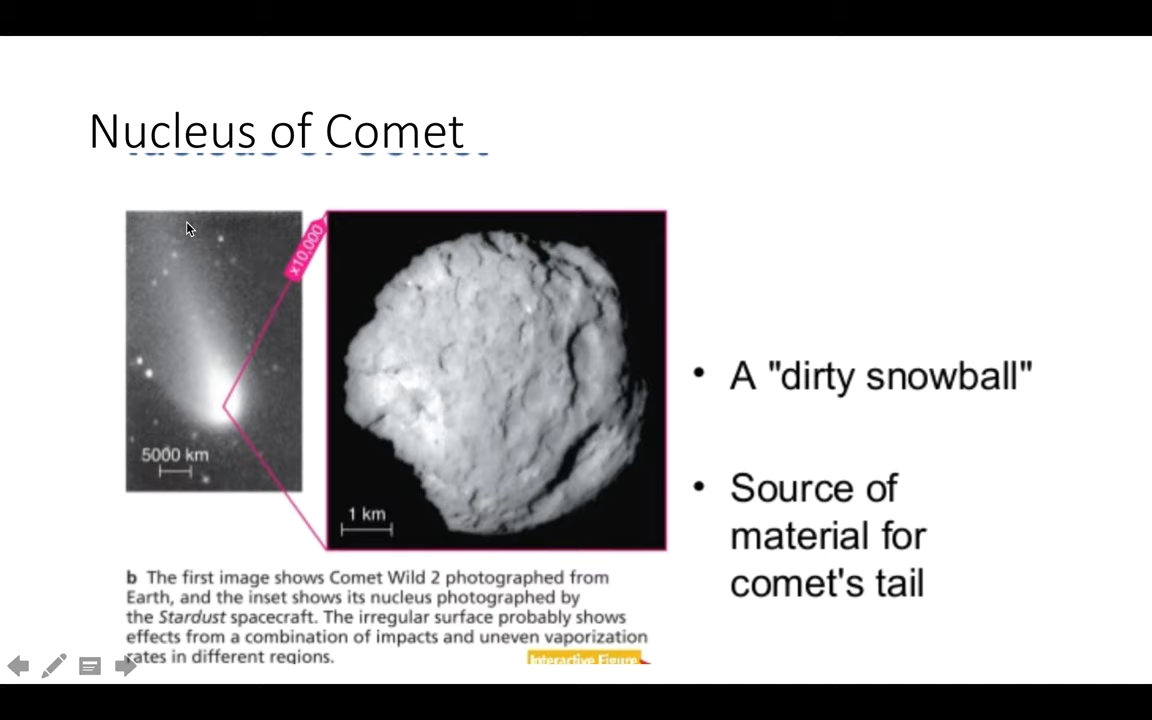 Nucleus of Comet
x10,000
5000 km
1 km
• A "dirty snowball"
• Source of
material for
comet's tail
b The first image shows Comet Wild 2 photographed from
Earth, and the inset shows its nucleus photographed by
the Stardust spacecraft. The irregular surface probably shows
effects from a combination of impacts and uneven vaporization
rates in different regions.
Interactive Figure